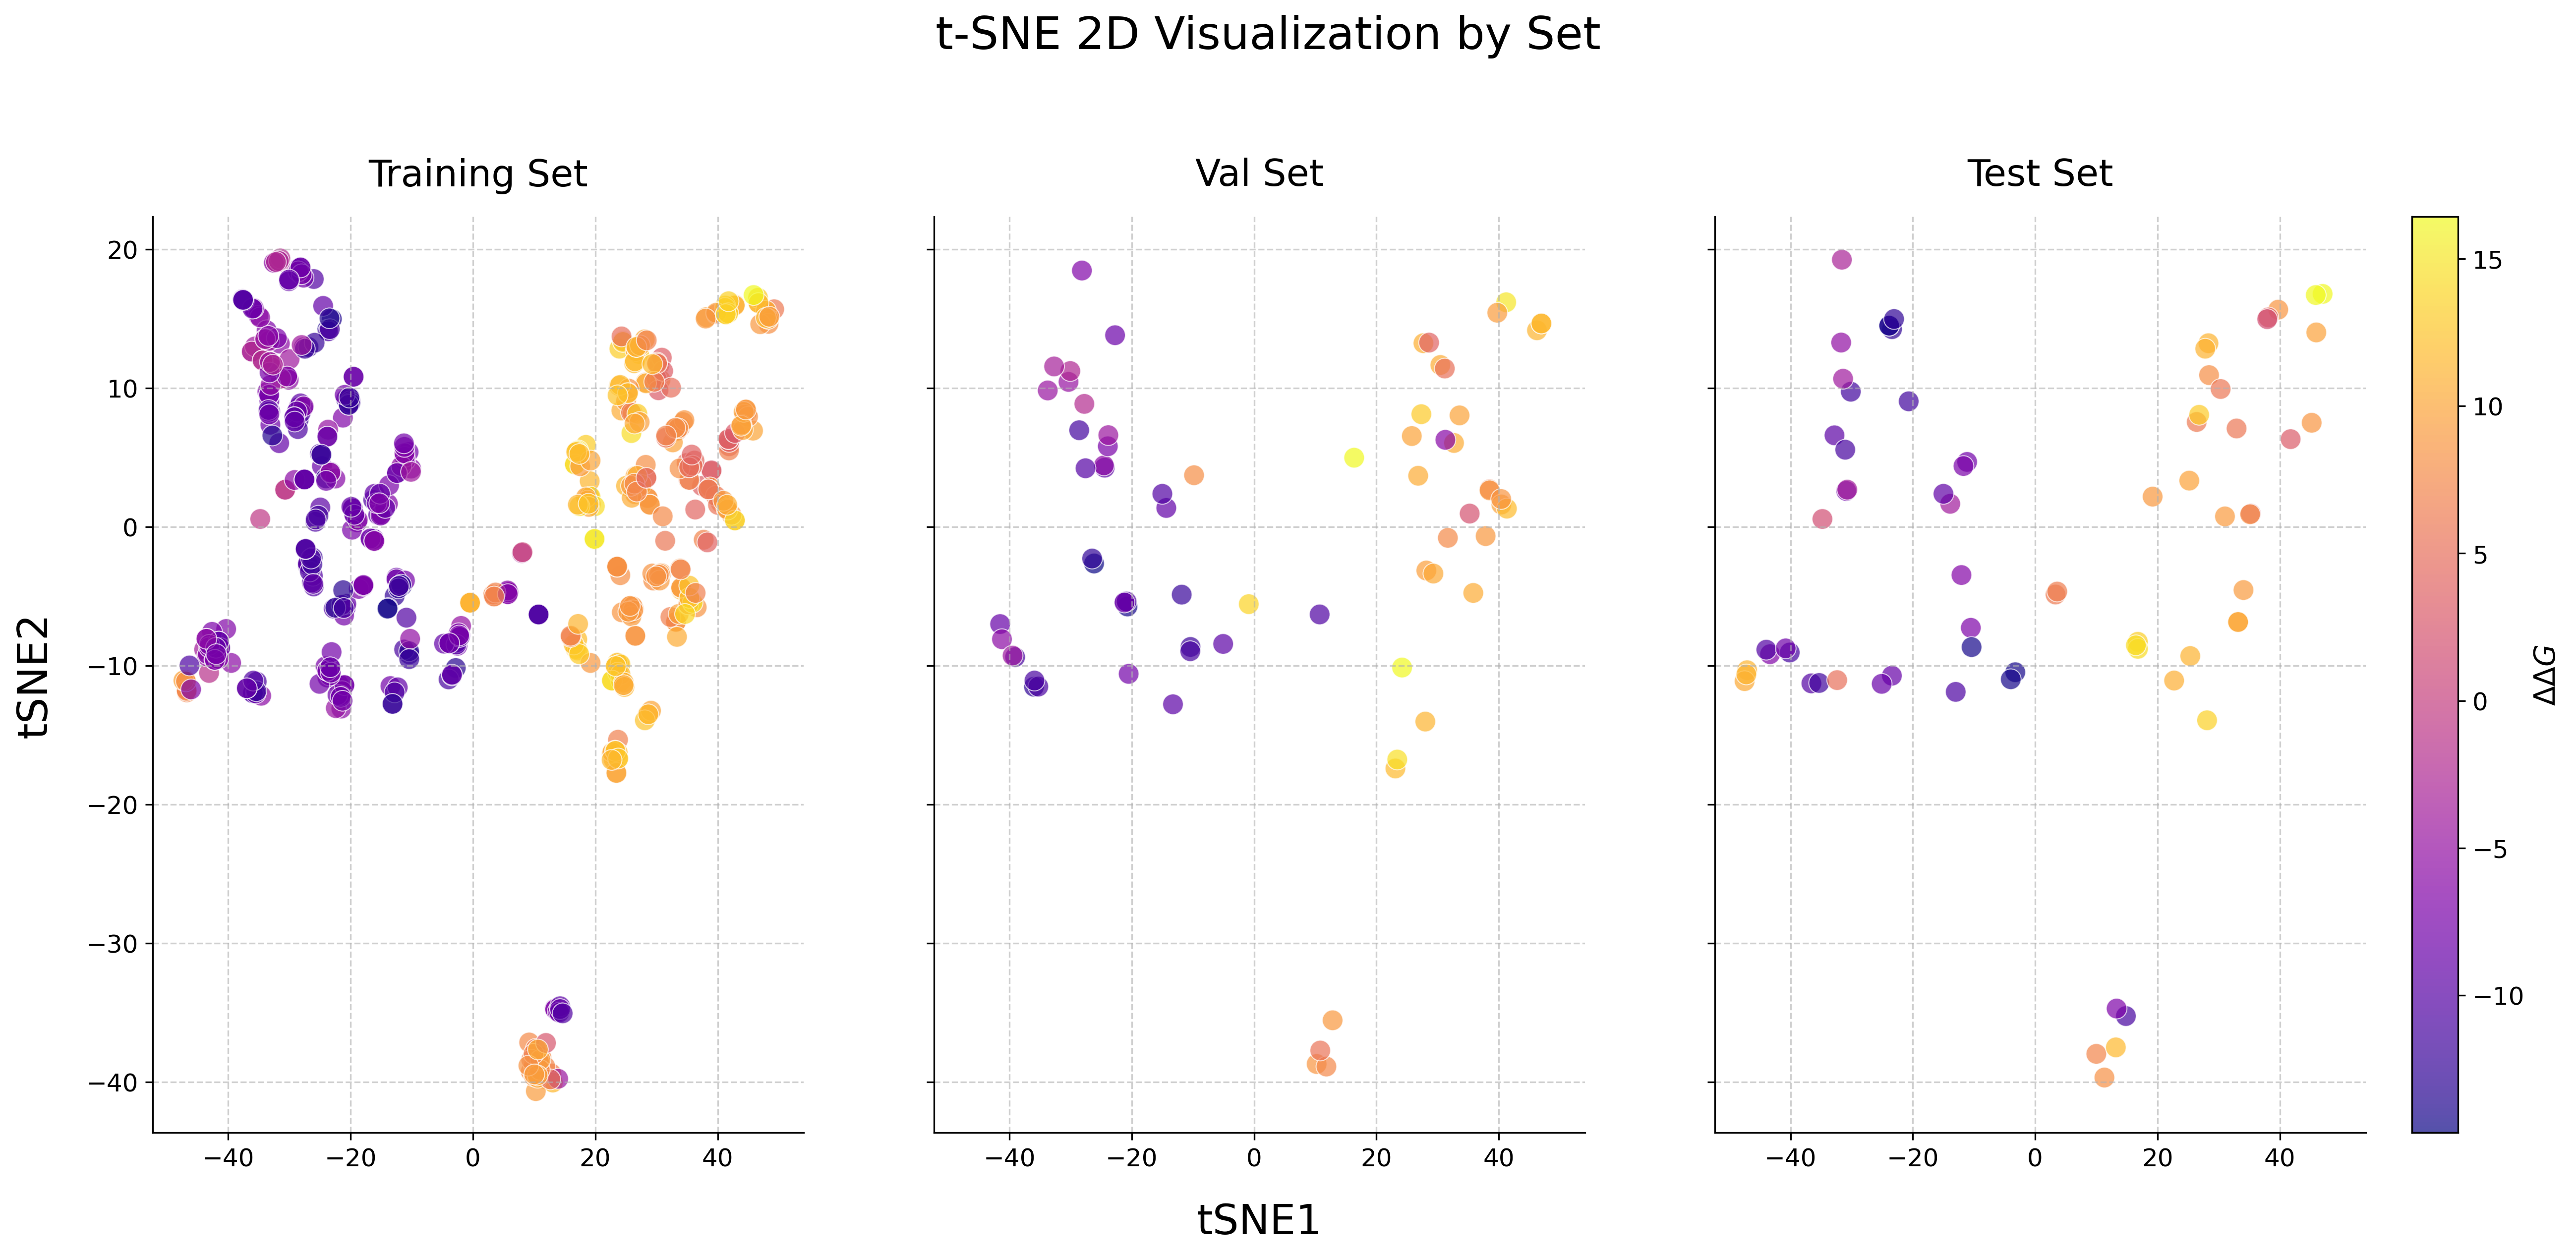 t-SNE 2D Visualization by Set
Training Set
Val Set
Test Set
20
10
0
−10
−20
−30
−40
tSNE2
−40 −20 0 20 40
−40 −20 0 20 40
−40 −20 0 20 40
tSNE1
15
10
5
0
−5
−10
ΔΔG